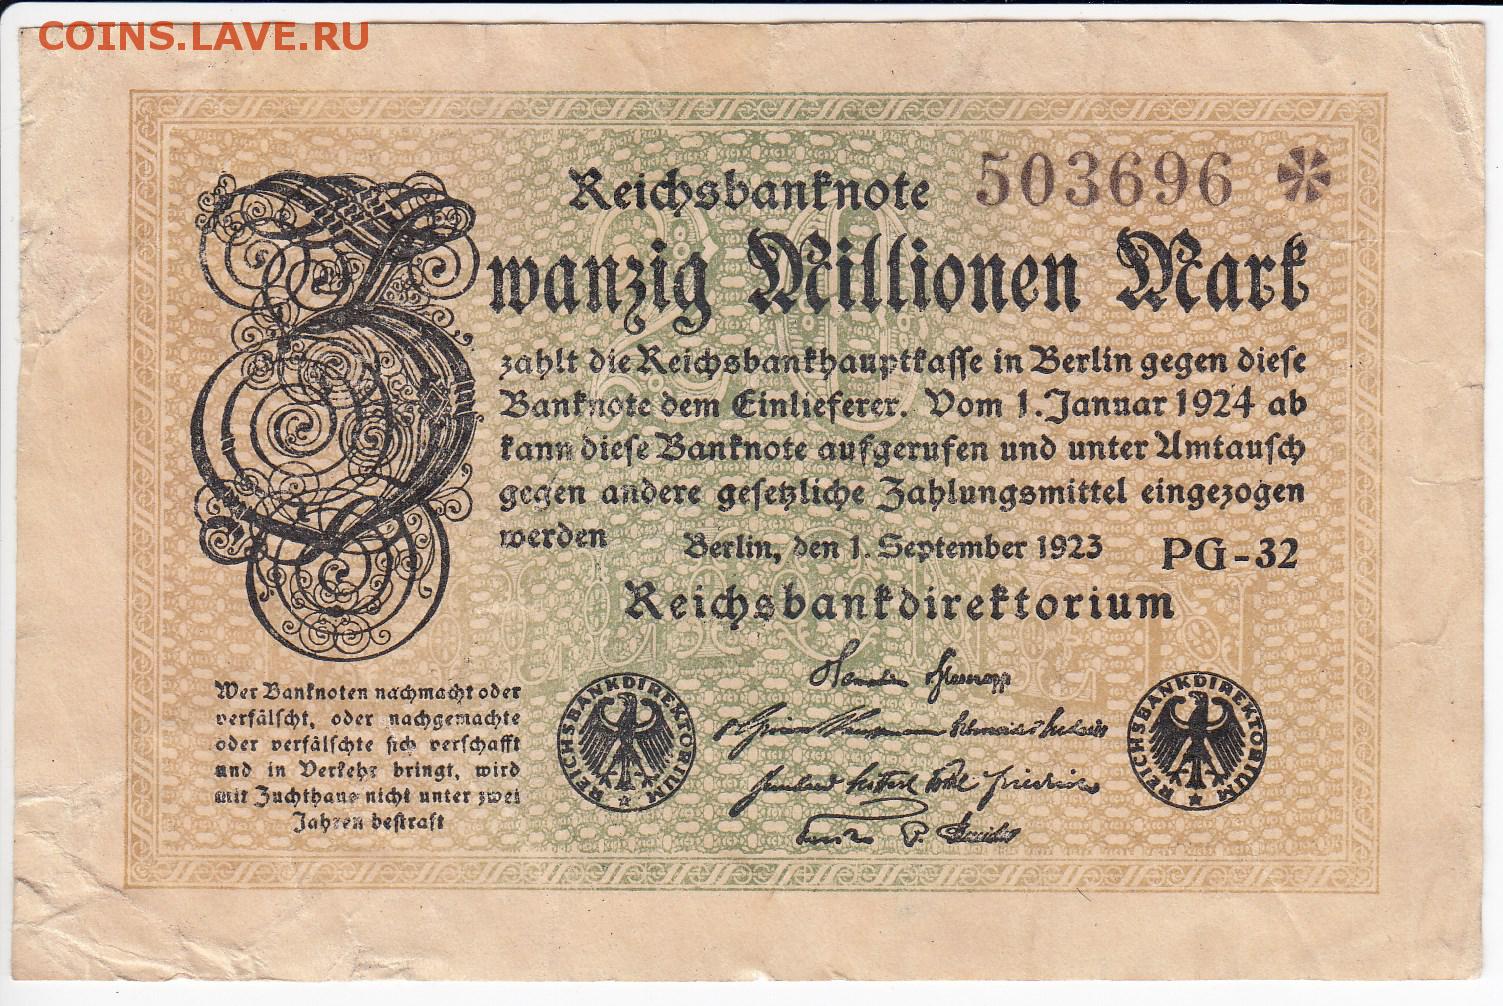 COINS.LAVE.RU
Reichsbanknote 503696
Zwanzig Millionen Mark
zahlt die Reichsbankhauptkasse in Berlin gegen diese
Banknote dem Einlieferer. Vom 1. Januar 1924 ab
kann diese Banknote aufgerufen und unter Umtausch
gegen andere gesetzliche Zahlungsmittel eingezogen
werden
Berlin, den 1. September 1923 PG-32
Reichsbankdirektorium
Wer Banknoten nachmacht oder
verfälscht, oder nachgemachte
oder verfälschte sich verschafft
und in Verkehr bringt, wird
mit Zuchthaus nicht unter zwei
Jahren bestraft
REICHSBANKDIREKTORIUM
REICHSBANKDIREKTORIUM
20